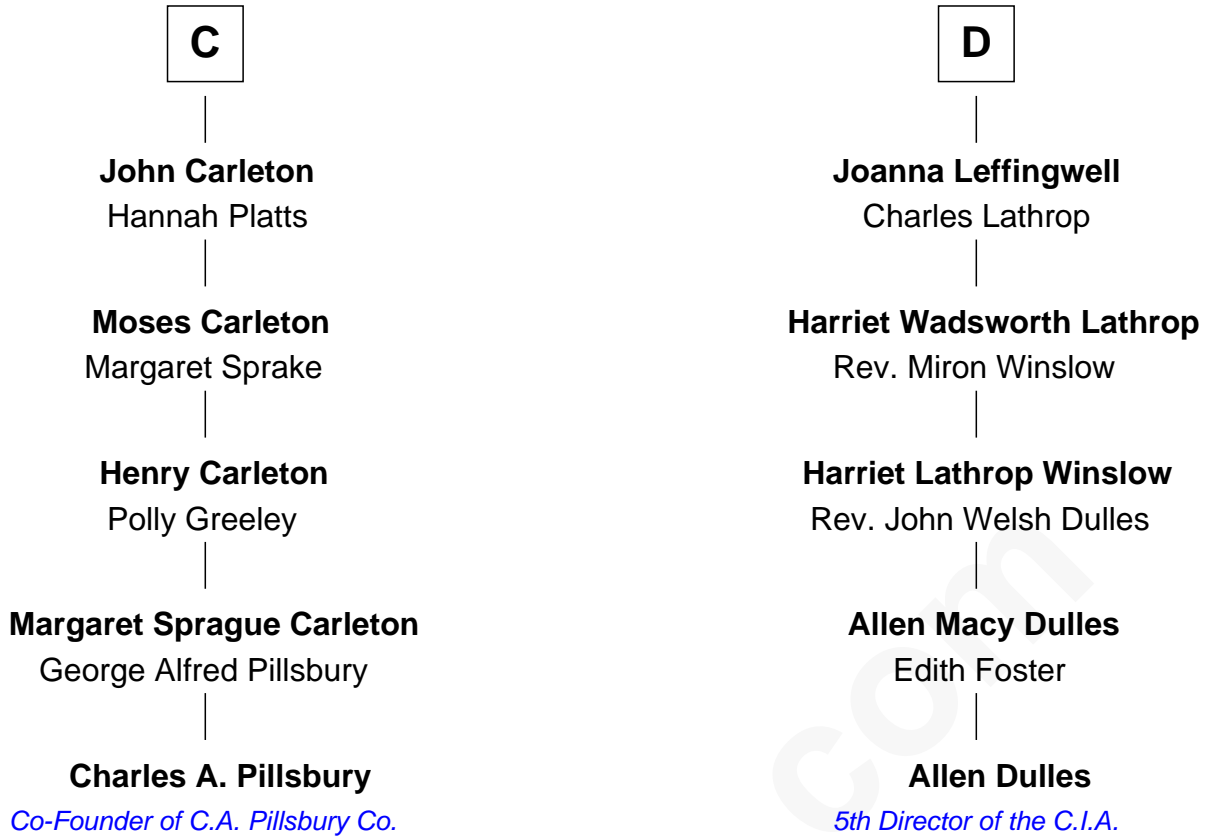 C
John Carleton
Hannah Platts
Moses Carleton
Margaret Sprake
Henry Carleton
Polly Greeley
Margaret Sprague Carleton
George Alfred Pillsbury
Charles A. Pillsbury
Co-Founder of C.A. Pillsbury Co.
D
Joanna Leffingwell
Charles Lathrop
Harriet Wadsworth Lathrop
Rev. Miron Winslow
Harriet Lathrop Winslow
Rev. John Welsh Dulles
Allen Macy Dulles
Edith Foster
Allen Dulles
5th Director of the C.I.A.
com